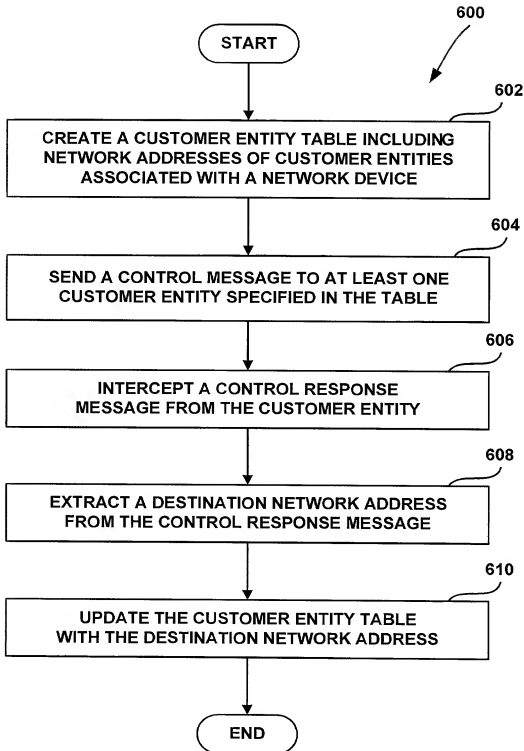 600
START
602
CREATE A CUSTOMER ENTITY TABLE INCLUDING
NETWORK ADDRESSES OF CUSTOMER ENTITIES
ASSOCIATED WITH A NETWORK DEVICE
604
SEND A CONTROL MESSAGE TO AT LEAST ONE
CUSTOMER ENTITY SPECIFIED IN THE TABLE
606
INTERCEPT A CONTROL RESPONSE
MESSAGE FROM THE CUSTOMER ENTITY
608
EXTRACT A DESTINATION NETWORK ADDRESS
FROM THE CONTROL RESPONSE MESSAGE
610
UPDATE THE CUSTOMER ENTITY TABLE
WITH THE DESTINATION NETWORK ADDRESS
END